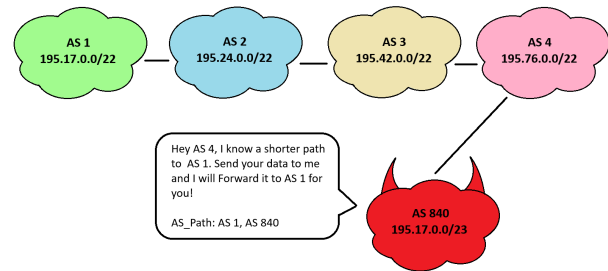 AS 1
195.17.0.0/22
AS 2
195.24.0.0/22
AS 3
195.42.0.0/22
AS 4
195.76.0.0/22
Hey AS 4, I know a shorter path
to AS 1. Send your data to me
and I will Forward it to AS 1 for
you!
AS_Path: AS 1, AS 840
AS 840
195.17.0.0/23